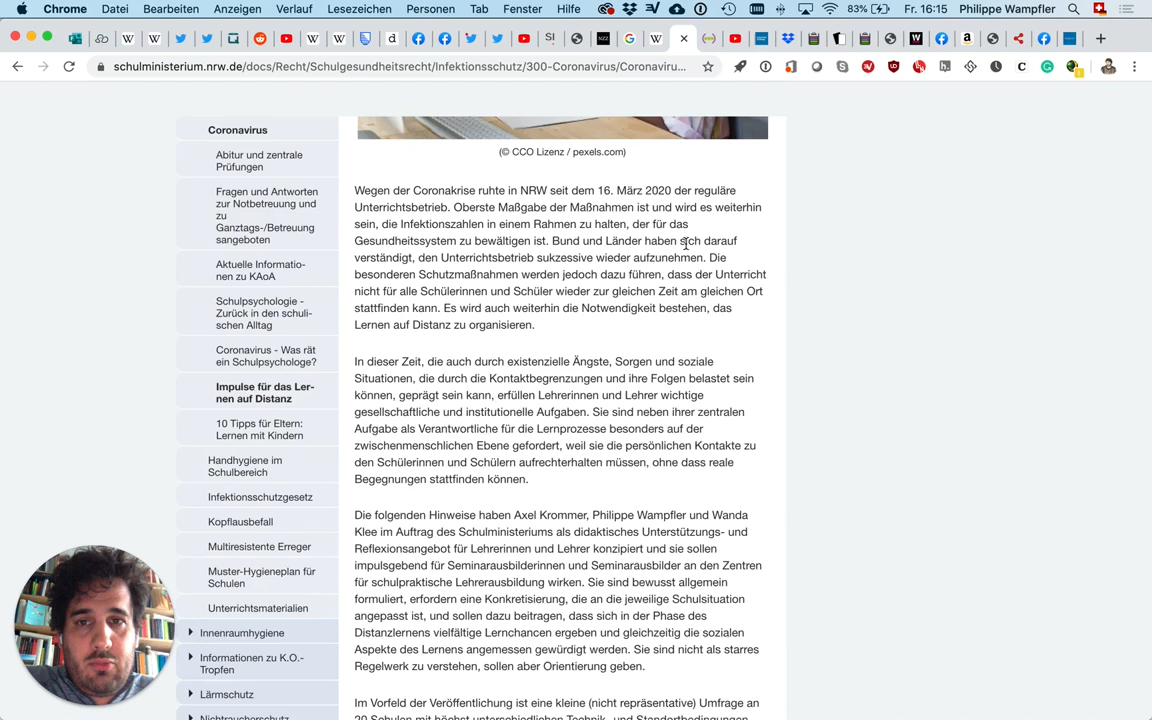 Chrome Datei Bearbeiten Anzeigen Verlauf Lesezeichen Personen Tab Fenster Hilfe 83% Fr. 16:15 Philippe Wampfler
schulministerium.nrw.de/docs/Recht/Schulgesundheitsrecht/Infektionsschutz/300-Coronavirus/Coronaviru...
Coronavirus
Abitur und zentrale
Prüfungen
Fragen und Antworten
zur Notbetreuung und
zu
Ganztags-/Betreuung
sangeboten
Aktuelle Informatio-
nen zu KAoA
Schulpsychologie -
Zurück in den schuli-
schen Alltag
Coronavirus - Was rät
ein Schulpsychologe?
Impulse für das Ler-
nen auf Distanz
10 Tipps für Eltern:
Lernen mit Kindern
Handhygiene im
Schulbereich
Infektionsschutzgesetz
Kopflausbefall
Multiresistente Erreger
Muster-Hygieneplan für
Schulen
Unterrichtsmaterialien
Innenraumhygiene
Informationen zu K.O.-
Tropfen
Lärmschutz
Nichtraucherschutz
(© CCO Lizenz / pexels.com)
Wegen der Coronakrise ruhte in NRW seit dem 16. März 2020 der reguläre
Unterrichtsbetrieb. Oberste Maßgabe der Maßnahmen ist und wird es weiterhin
sein, die Infektionszahlen in einem Rahmen zu halten, der für das
Gesundheitssystem zu bewältigen ist. Bund und Länder haben sich darauf
verständigt, den Unterrichtsbetrieb sukzessive wieder aufzunehmen. Die
besonderen Schutzmaßnahmen werden jedoch dazu führen, dass der Unterricht
nicht für alle Schülerinnen und Schüler wieder zur gleichen Zeit am gleichen Ort
stattfinden kann. Es wird auch weiterhin die Notwendigkeit bestehen, das
Lernen auf Distanz zu organisieren.
In dieser Zeit, die auch durch existenzielle Ängste, Sorgen und soziale
Situationen, die durch die Kontaktbegrenzungen und ihre Folgen belastet sein
können, geprägt sein kann, erfüllen Lehrerinnen und Lehrer wichtige
gesellschaftliche und institutionelle Aufgaben. Sie sind neben ihrer zentralen
Aufgabe als Verantwortliche für die Lernprozesse besonders auf der
zwischenmenschlichen Ebene gefordert, weil sie die persönlichen Kontakte zu
den Schülerinnen und Schülern aufrechterhalten müssen, ohne dass reale
Begegnungen stattfinden können.
Die folgenden Hinweise haben Axel Krommer, Philippe Wampfler und Wanda
Klee im Auftrag des Schulministeriums als didaktisches Unterstützungs- und
Reflexionsangebot für Lehrerinnen und Lehrer konzipiert und sie sollen
impulsgebend für Seminarausbilderinnen und Seminarausbilder an den Zentren
für schulpraktische Lehrerausbildung wirken. Sie sind bewusst allgemein
formuliert, erfordern eine Konkretisierung, die an die jeweilige Schulsituation
angepasst ist, und sollen dazu beitragen, dass sich in der Phase des
Distanzlernens vielfältige Lernchancen ergeben und gleichzeitig die sozialen
Aspekte des Lernens angemessen gewürdigt werden. Sie sind nicht als starres
Regelwerk zu verstehen, sollen aber Orientierung geben.
Im Vorfeld der Veröffentlichung ist eine kleine (nicht repräsentative) Umfrage an
20 Schulen mit höchst unterschiedlichen Technik- und Standortbedingungen